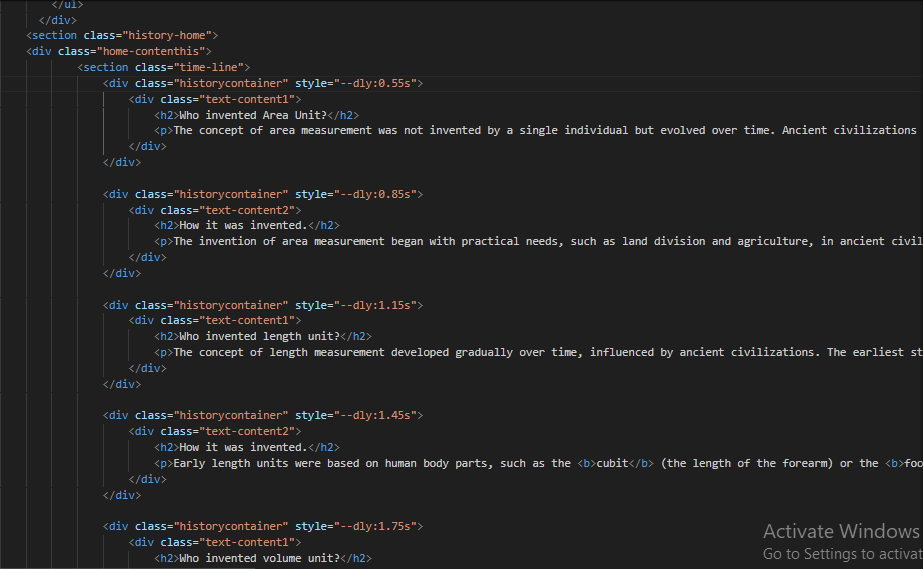 </ul>
</div>
<section class="history-home">
<div class="home-contenthis">
<section class="time-line">
<div class="historycontainer" style="--dly:0.55s">
<div class="text-content1">
<h2>Who invented Area Unit?</h2>
<p>The concept of area measurement was not invented by a single individual but evolved over time. Ancient civilizations
</div>
</div>
<div class="historycontainer" style="--dly:0.85s">
<div class="text-content2">
<h2>How it was invented.</h2>
<p>The invention of area measurement began with practical needs, such as land division and agriculture, in ancient civil
</div>
</div>
<div class="historycontainer" style="--dly:1.15s">
<div class="text-content1">
<h2>Who invented length unit?</h2>
<p>The concept of length measurement developed gradually over time, influenced by ancient civilizations. The earliest st
</div>
</div>
<div class="historycontainer" style="--dly:1.45s">
<div class="text-content2">
<h2>How it was invented.</h2>
<p>Early length units were based on human body parts, such as the <b>cubit</b> (the length of the forearm) or the <b>foo
</div>
</div>
<div class="historycontainer" style="--dly:1.75s">
<div class="text-content1">
<h2>Who invented volume unit?</h2>
Activate Windows
Go to Settings to activat